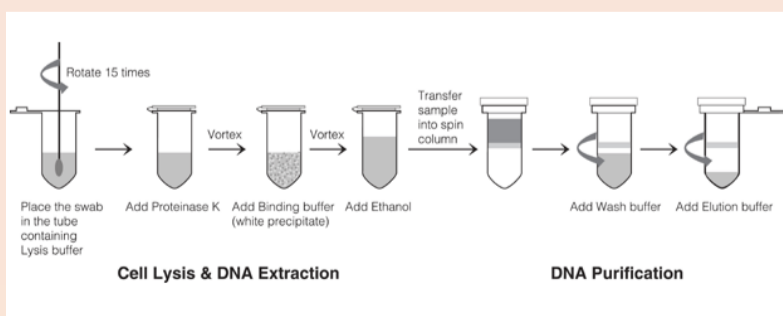 Rotate 15 times
Transfer
sample
into spin
column
Vortex
Vortex
Place the swab
in the tube
containing
Lysis buffer
Add Proteinase K
Add Binding buffer
(white precipitate)
Add Ethanol
Add Wash buffer
Add Elution buffer
Cell Lysis & DNA Extraction
DNA Purification